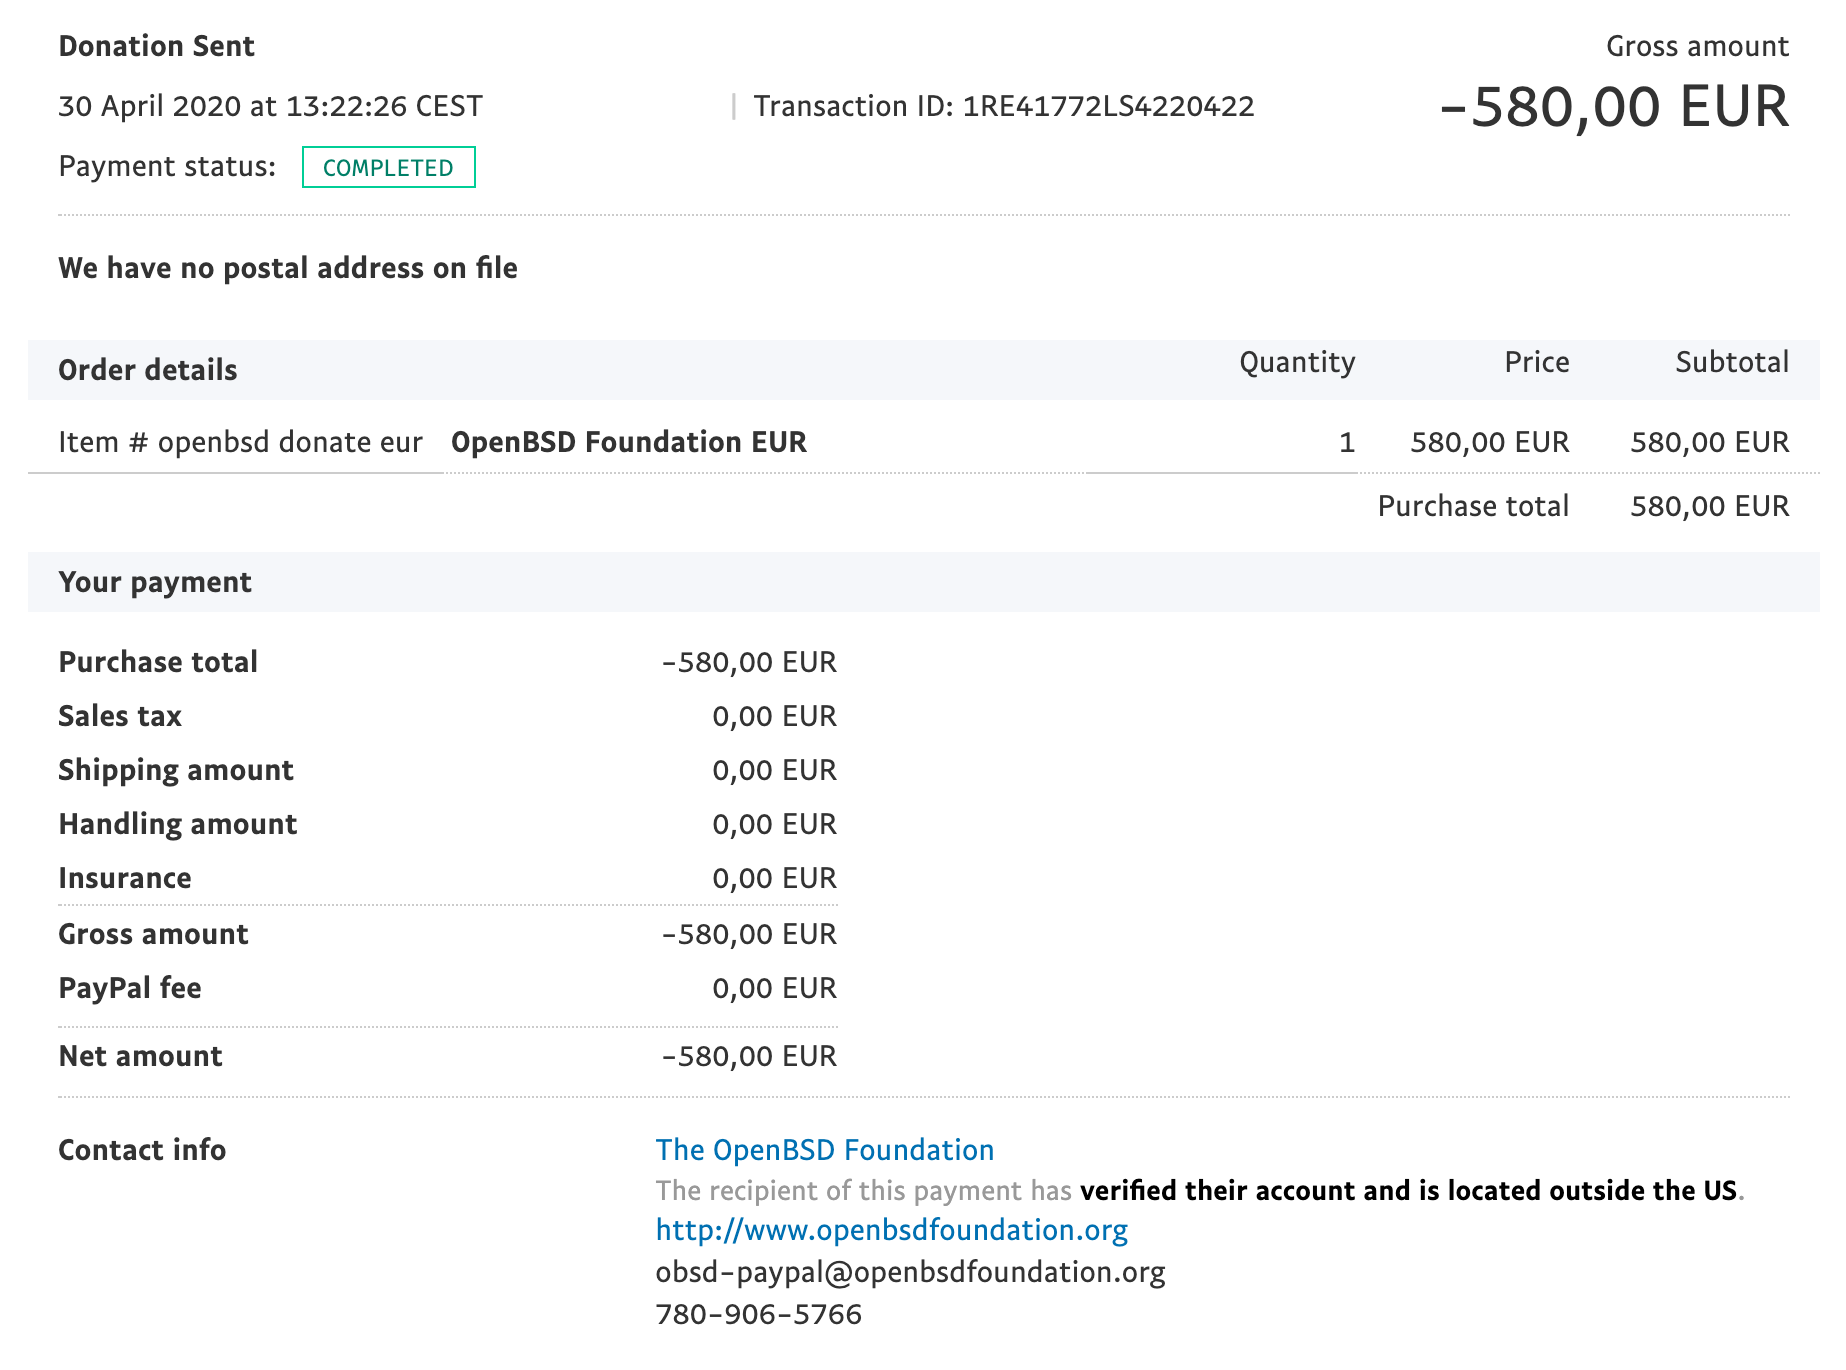 Donation Sent
Gross amount
30 April 2020 at 13:22:26 CEST | Transaction ID: 1RE41772LS4220422
-580,00 EUR
Payment status: COMPLETED
We have no postal address on file
Order details Quantity Price Subtotal
Item # openbsd donate eur OpenBSD Foundation EUR 1 580,00 EUR 580,00 EUR
Purchase total 580,00 EUR
Your payment
Purchase total -580,00 EUR
Sales tax 0,00 EUR
Shipping amount 0,00 EUR
Handling amount 0,00 EUR
Insurance 0,00 EUR
Gross amount -580,00 EUR
PayPal fee 0,00 EUR
Net amount -580,00 EUR
Contact info The OpenBSD Foundation
The recipient of this payment has verified their account and is located outside the US.
http://www.openbsdfoundation.org
obsd-paypal@openbsdfoundation.org
780-906-5766